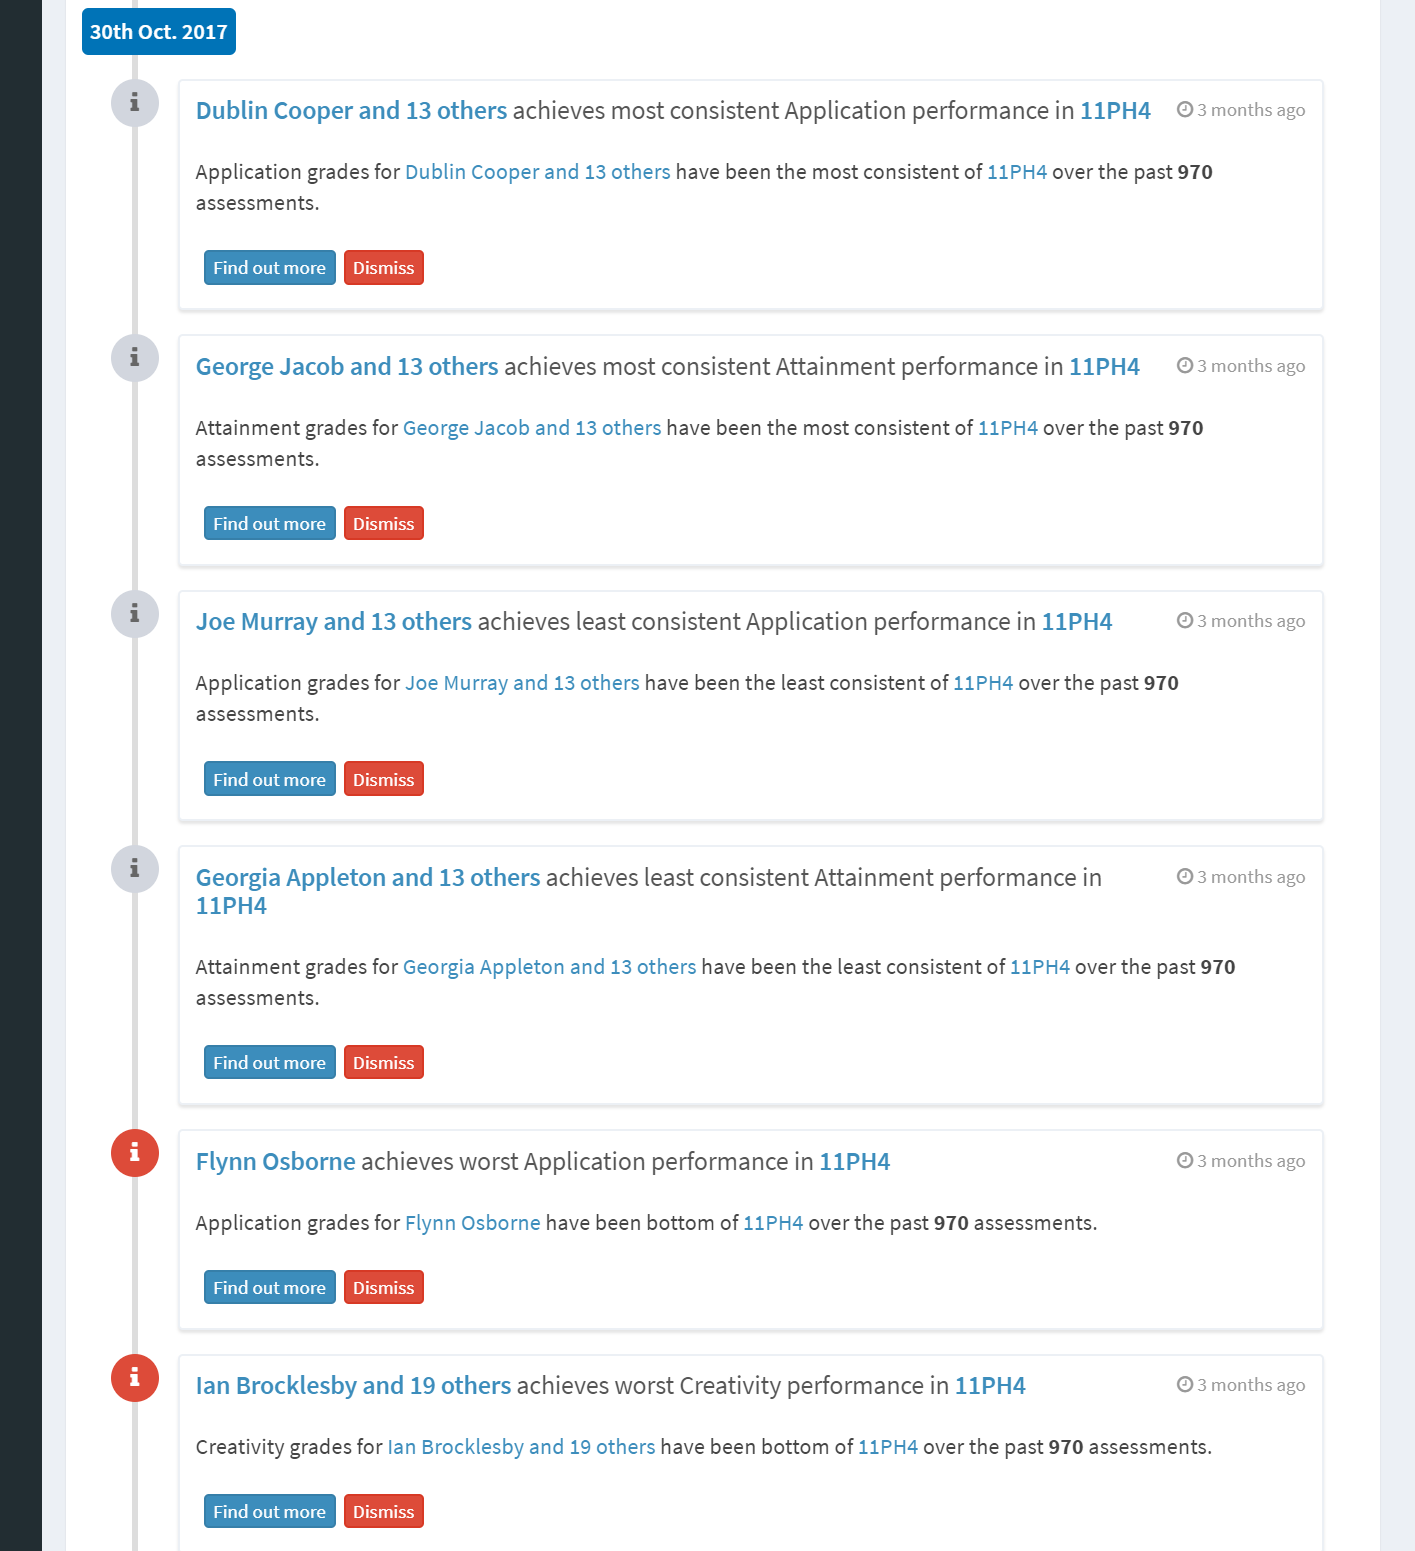 30th Oct. 2017
Dublin Cooper and 13 others achieves most consistent Application performance in 11PH4
3 months ago
Application grades for Dublin Cooper and 13 others have been the most consistent of 11PH4 over the past 970
assessments.
Find out more Dismiss
George Jacob and 13 others achieves most consistent Attainment performance in 11PH4
3 months ago
Attainment grades for George Jacob and 13 others have been the most consistent of 11PH4 over the past 970
assessments.
Find out more Dismiss
Joe Murray and 13 others achieves least consistent Application performance in 11PH4
3 months ago
Application grades for Joe Murray and 13 others have been the least consistent of 11PH4 over the past 970
assessments.
Find out more Dismiss
Georgia Appleton and 13 others achieves least consistent Attainment performance in
11PH4
3 months ago
Attainment grades for Georgia Appleton and 13 others have been the least consistent of 11PH4 over the past 970
assessments.
Find out more Dismiss
Flynn Osborne achieves worst Application performance in 11PH4
3 months ago
Application grades for Flynn Osborne have been bottom of 11PH4 over the past 970 assessments.
Find out more Dismiss
Ian Brocklesby and 19 others achieves worst Creativity performance in 11PH4
3 months ago
Creativity grades for Ian Brocklesby and 19 others have been bottom of 11PH4 over the past 970 assessments.
Find out more Dismiss